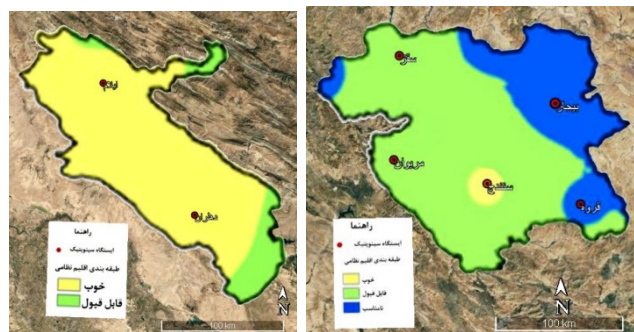 ایلام
دهلران
راهنما
ایستگاه سینوپتیک
طبقه بندی اقلیم نظامی
خوب
قابل قبول
N
100 km
سقز
بیجار
مریوان
سنندج
قروه
راهنما
ایستگاه سینوپتیک
طبقه بندی اقلیم نظامی
خوب
قابل قبول
نامناسب
N
100 km